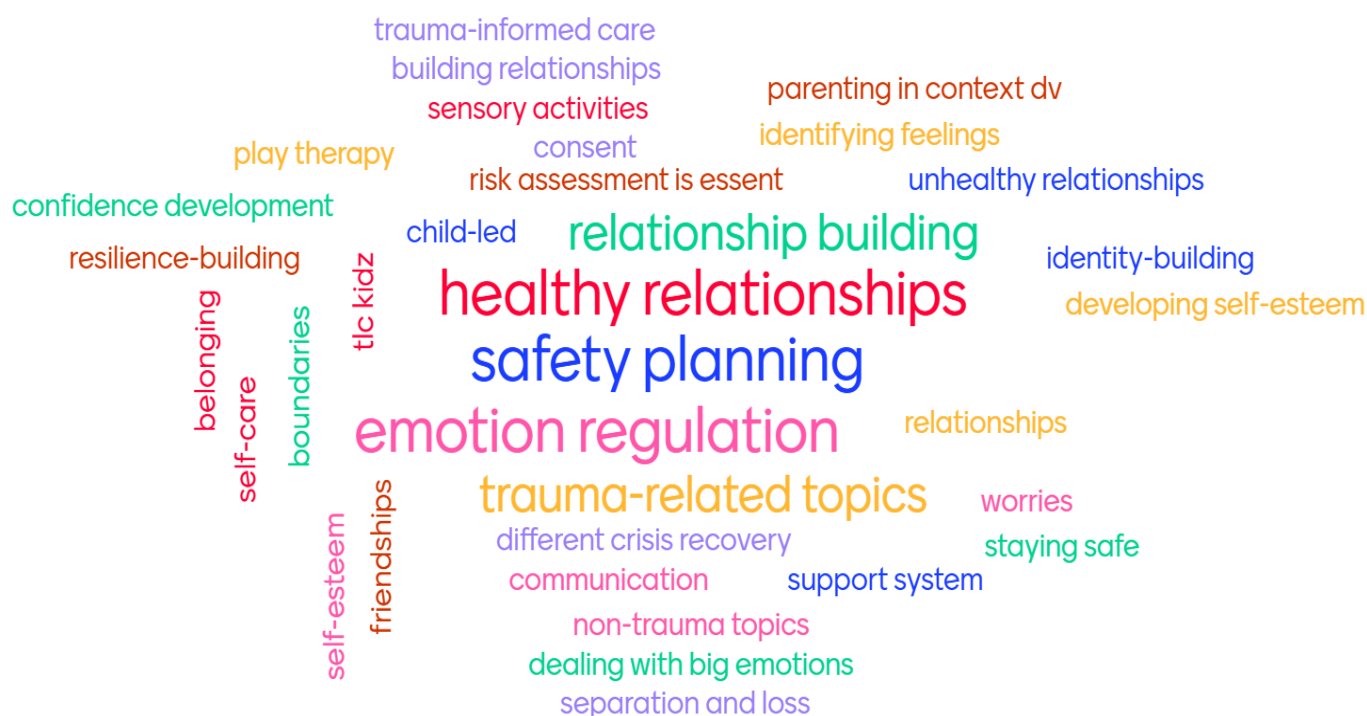 trauma-informed care
building relationships
parenting in context dv
sensory activities
identifying feelings
consent
play therapy
risk assessment is essent
unhealthy relationships
confidence development
child-led
relationship building
resilience-building
tlc kidz
identity-building
healthy relationships
developing self-esteem
belonging
boundaries
safety planning
self-care
emotion regulation
relationships
trauma-related topics
worries
friendships
self-esteem
different crisis recovery
staying safe
communication
support system
non-trauma topics
dealing with big emotions
separation and loss